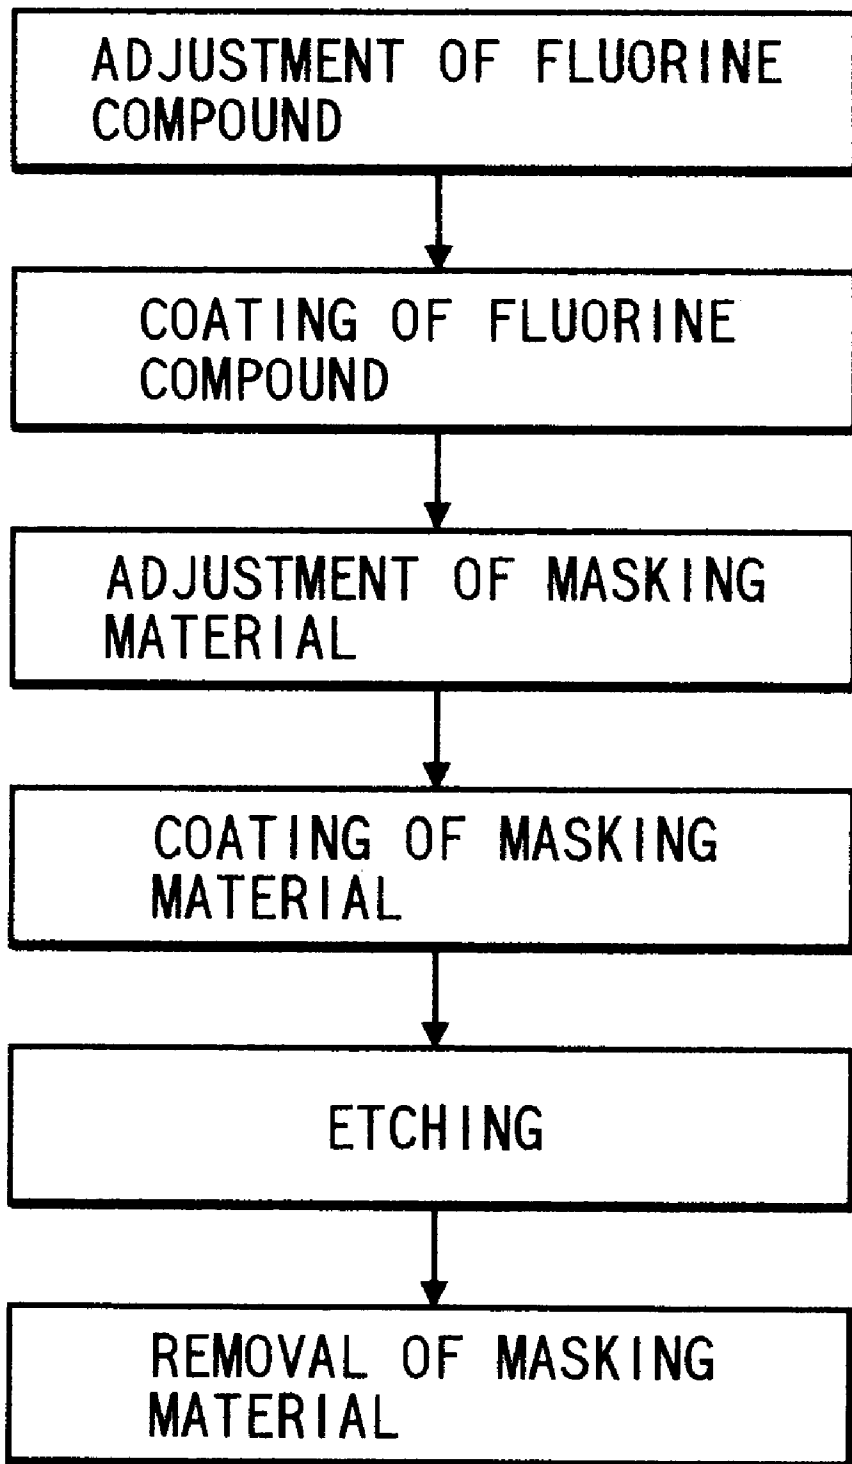 ADJUSTMENT OF FLUORINE
COMPOUND
COATING OF FLUORINE
COMPOUND
ADJUSTMENT OF MASKING
MATERIAL
COATING OF MASKING
MATERIAL
ETCHING
REMOVAL OF MASKING
MATERIAL